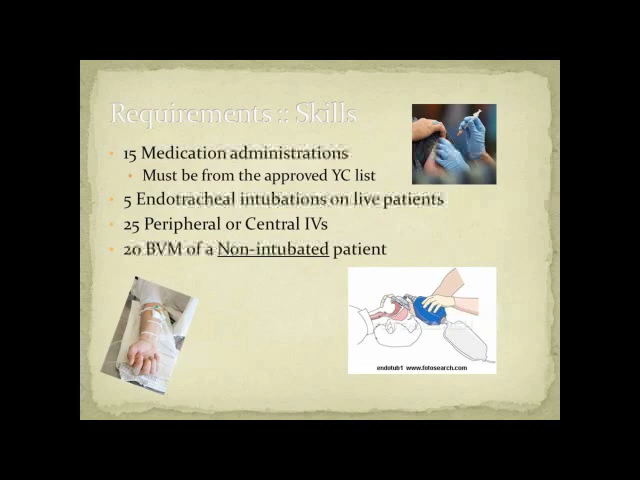 Requirements :: Skills
15 Medication administrations
Must be from the approved YC list
5 Endotracheal intubations on live patients
25 Peripheral or Central IVs
20 BVM of a Non-intubated patient
endotub1 www.fotosearch.com